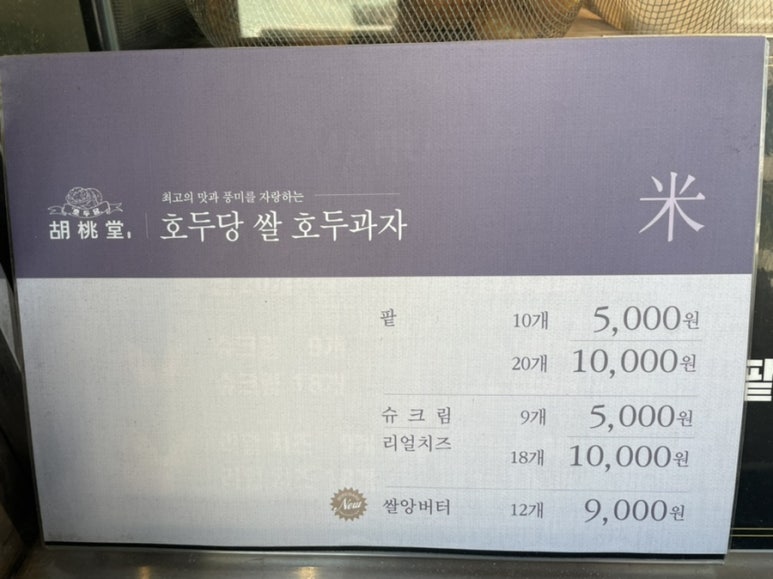 최고의 맛과 풍미를 자랑하는
호두당
胡桃堂
호두당 쌀 호두과자
米
팥 10개 5,000원
20개 10,000원
슈크림 9개 5,000원
리얼치즈
18개 10,000원
New 쌀앙버터 12개 9,000원
팥